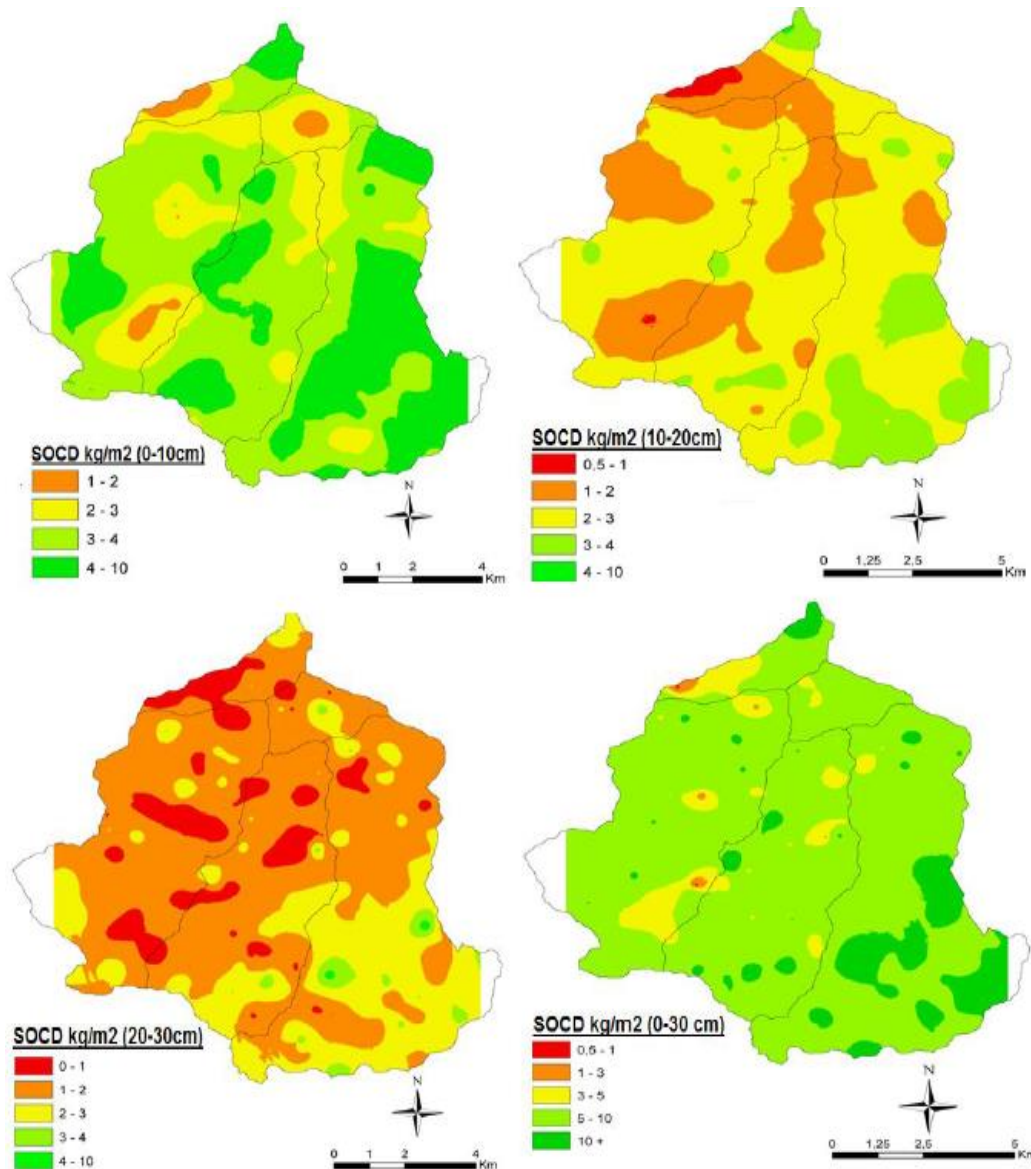 SOCD kg/m2 (0-10cm)
1 - 2
2 - 3
3 - 4
4 - 10
N
0 1 2 4
Km
SOCD kg/m2 (10-20cm)
0,5 - 1
1 - 2
2 - 3
3 - 4
4 - 10
N
0 1,25 2,5 5
Km
SOCD kg/m2 (20-30cm)
0 - 1
1 - 2
2 - 3
3 - 4
4 - 10
N
0 1 2 4
Km
SOCD kg/m2 (0-30 cm)
0,5 - 1
1 - 3
3 - 5
5 - 10
10 +
N
0 1,25 2,5 5
Km